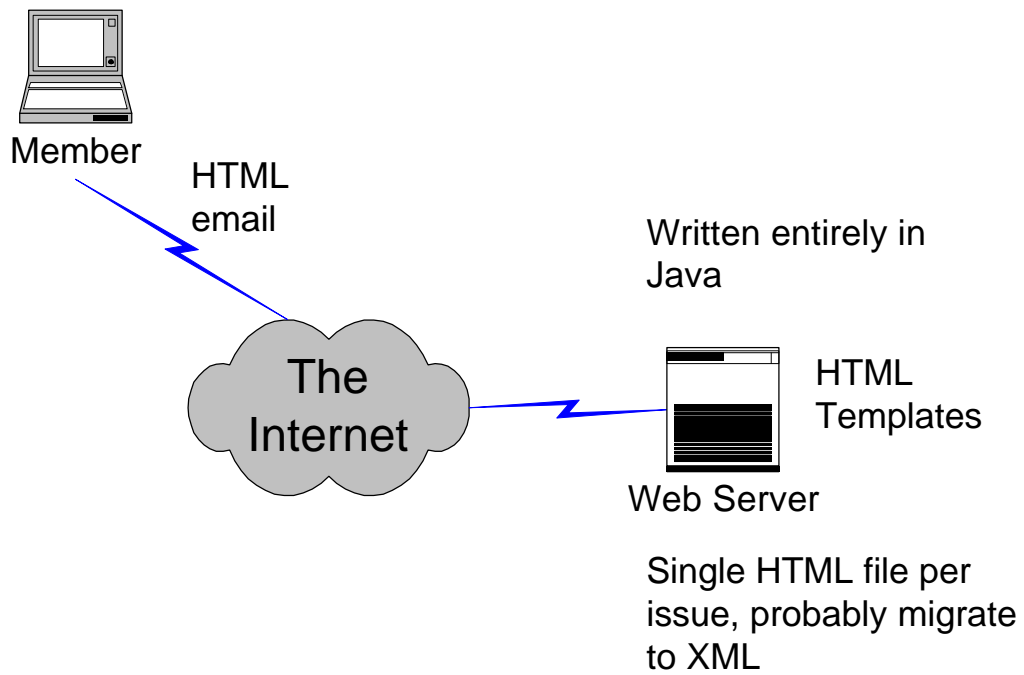 Member
HTML
email
Written entirely in
Java
The
Internet
HTML
Templates
Web Server
Single HTML file per
issue, probably migrate
to XML